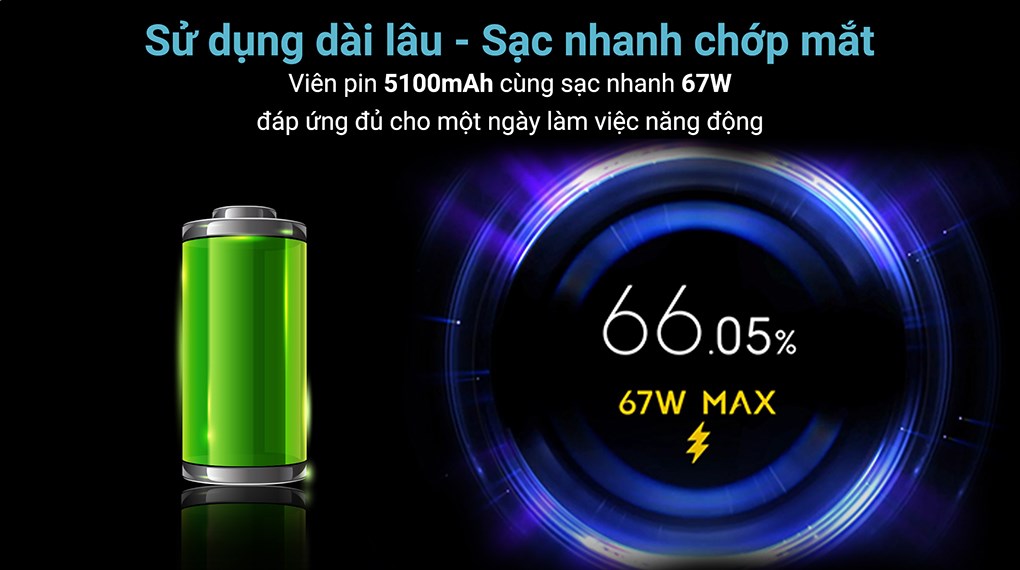 Sử dụng dài lâu - Sạc nhanh chớp mắt
Viên pin 5100mAh cùng sạc nhanh 67W
đáp ứng đủ cho một ngày làm việc năng động
66.05%
67W MAX